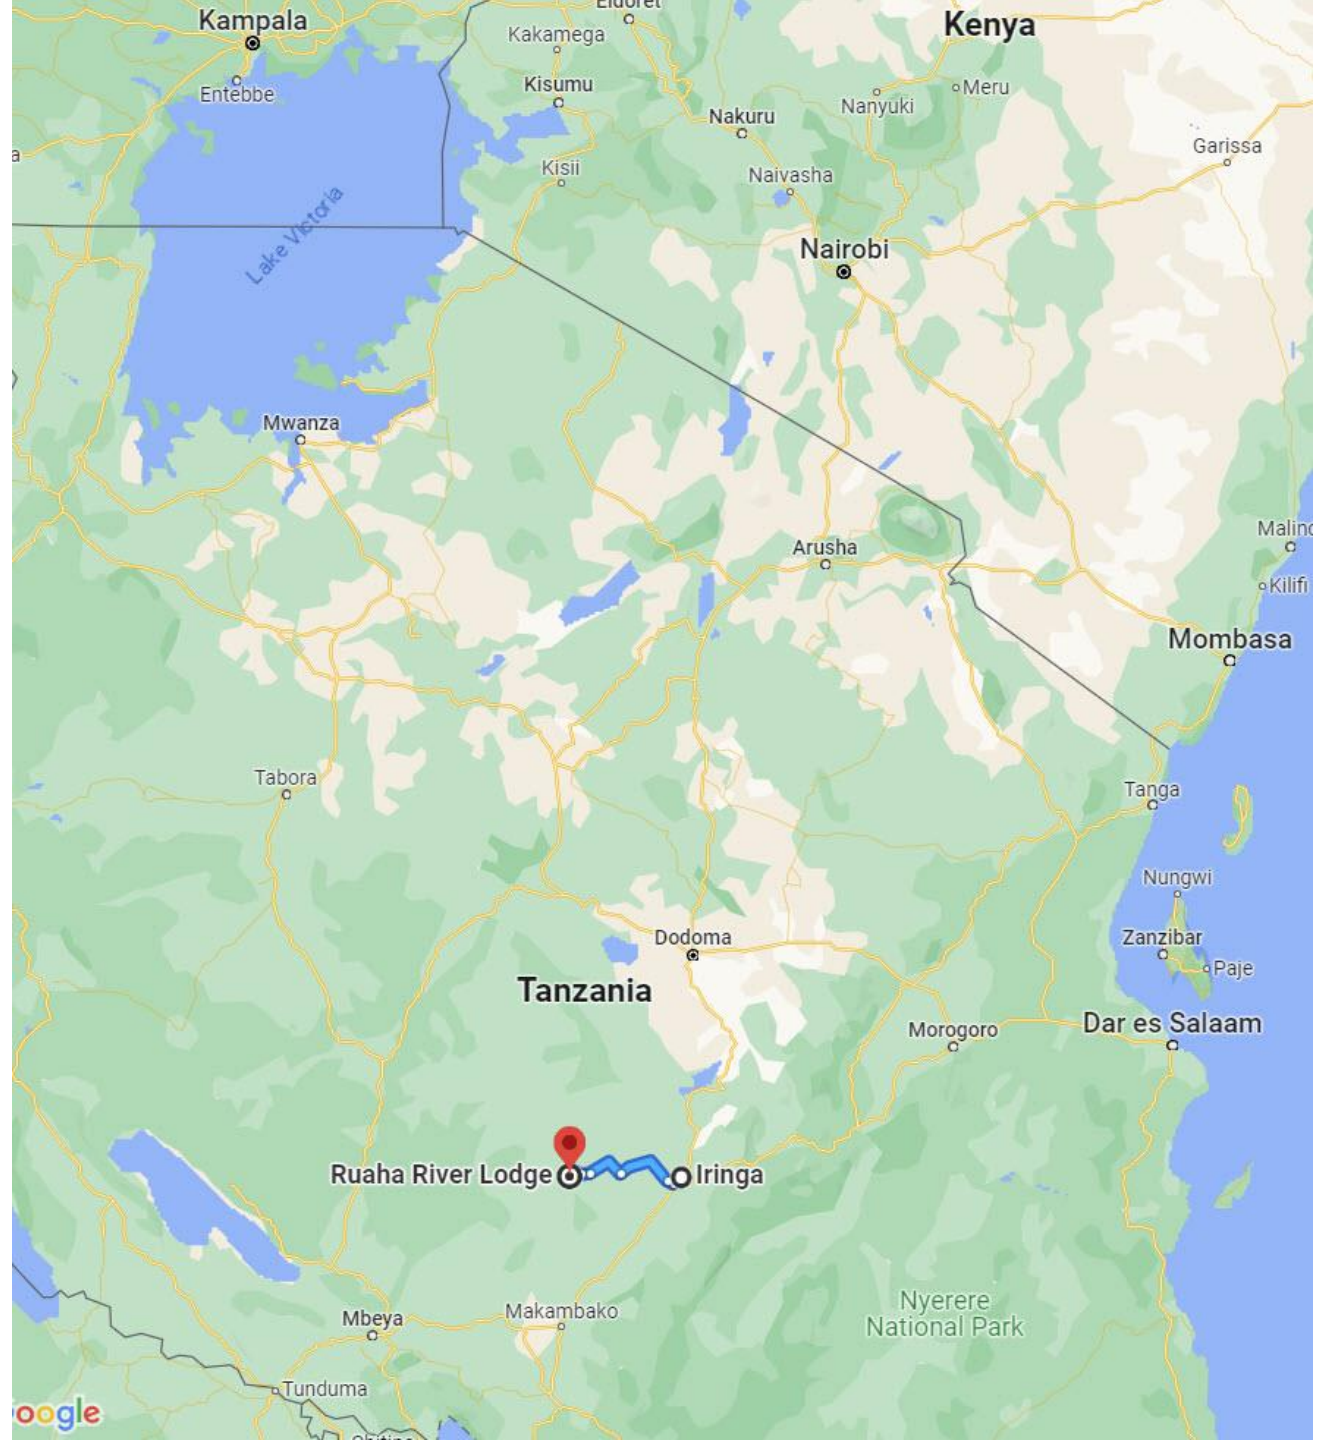 Eldoret
Kampala
Kenya
Kakamega
Entebbe
Kisumu
Meru
Nanyuki
Nakuru
Garissa
Kisii
Naivasha
Lake Victoria
Nairobi
Mwanza
Malind
Arusha
Kilifi
Mombasa
Tabora
Tanga
Nungwi
Dodoma
Zanzibar
Paje
Tanzania
Morogoro
Dar es Salaam
Ruaha River Lodge
Iringa
Nyerere
National Park
Mbeya
Makambako
Tunduma
oogle